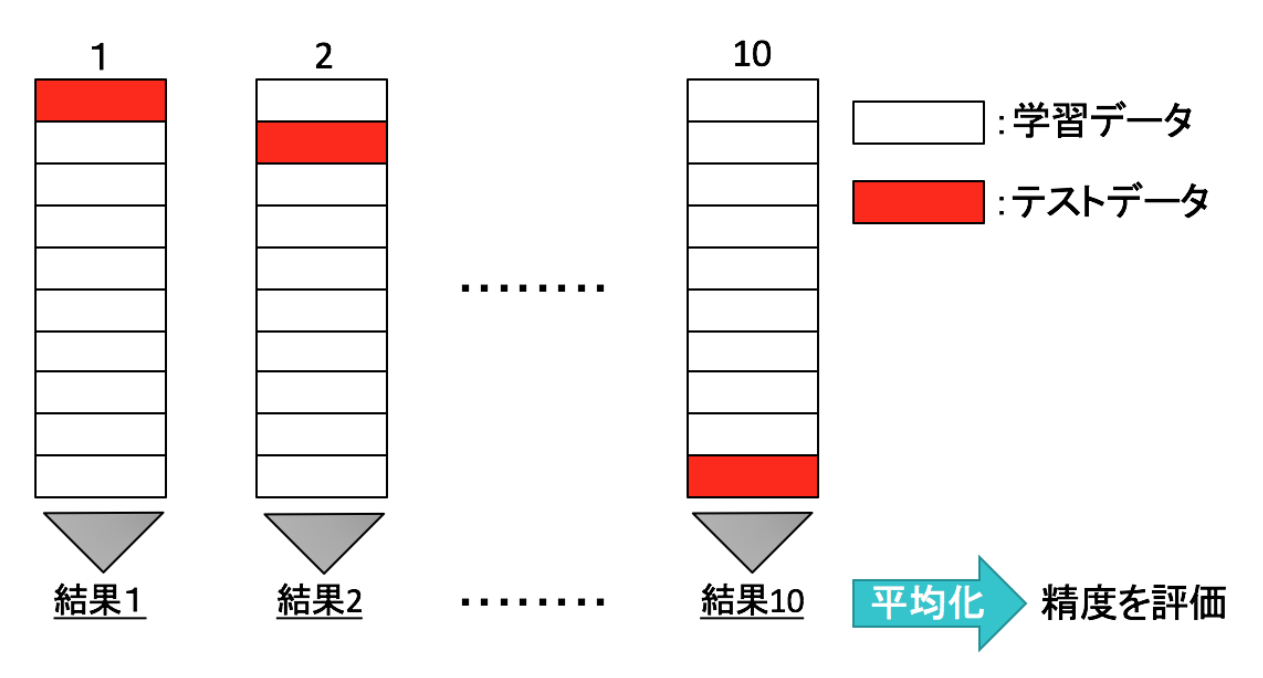 1
2
10
:学習データ
:テストデータ
・・・・・・・・
結果1
結果2
・・・・・・・・
結果10
平均化
精度を評価